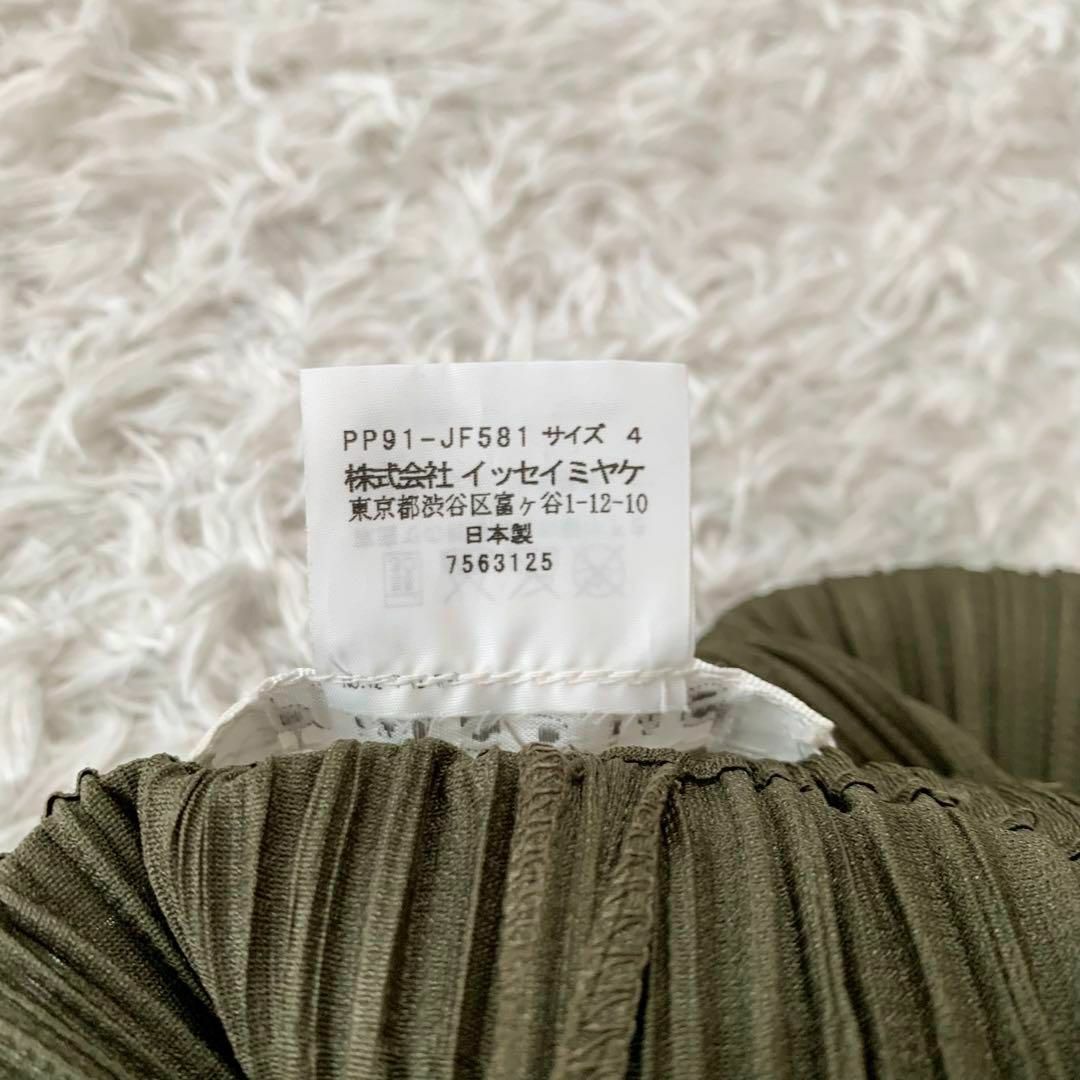 PP91-JF581 サイズ 4
株式会社 イッセイミヤケ
東京都渋谷区富ヶ谷1-12-10
日本製
7563125